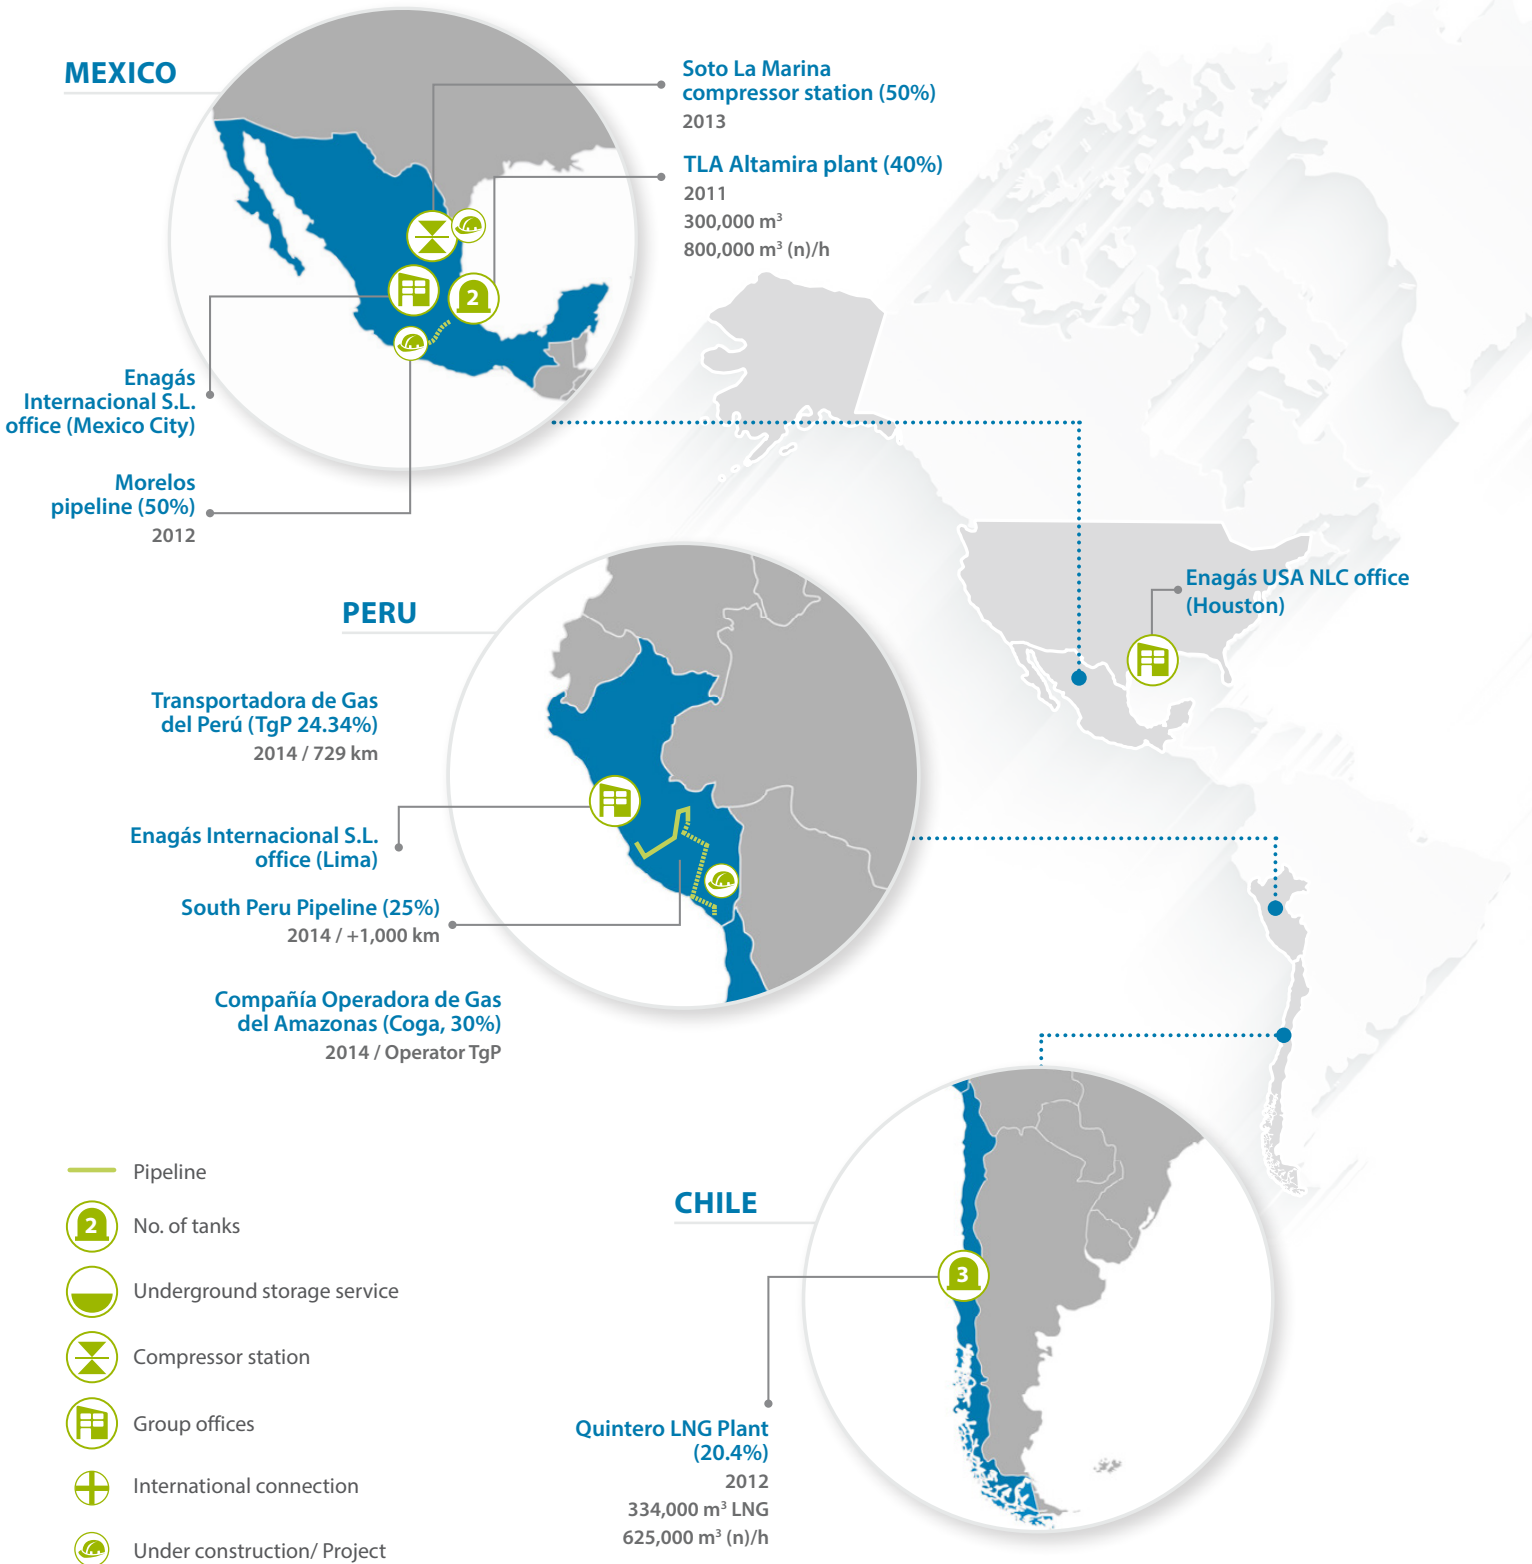 MEXICO
Soto La Marina
compressor station (50%)
2013
TLA Altamira plant (40%)
2011
300,000 m³
800,000 m³ (n)/h
2
Enagás
Internacional S.L.
office (Mexico City)
Morelos
pipeline (50%)
2012
Enagás USA NLC office
(Houston)
PERU
Transportadora de Gas
del Perú (TgP 24.34%)
2014 / 729 km
Enagás Internacional S.L.
office (Lima)
South Peru Pipeline (25%)
2014 / +1,000 km
Compañía Operadora de Gas
del Amazonas (Coga, 30%)
2014 / Operator TgP
CHILE
3
Quintero LNG Plant
(20.4%)
2012
334,000 m³ LNG
625,000 m³ (n)/h
Pipeline
2 No. of tanks
Underground storage service
Compressor station
Group offices
International connection
Under construction/ Project